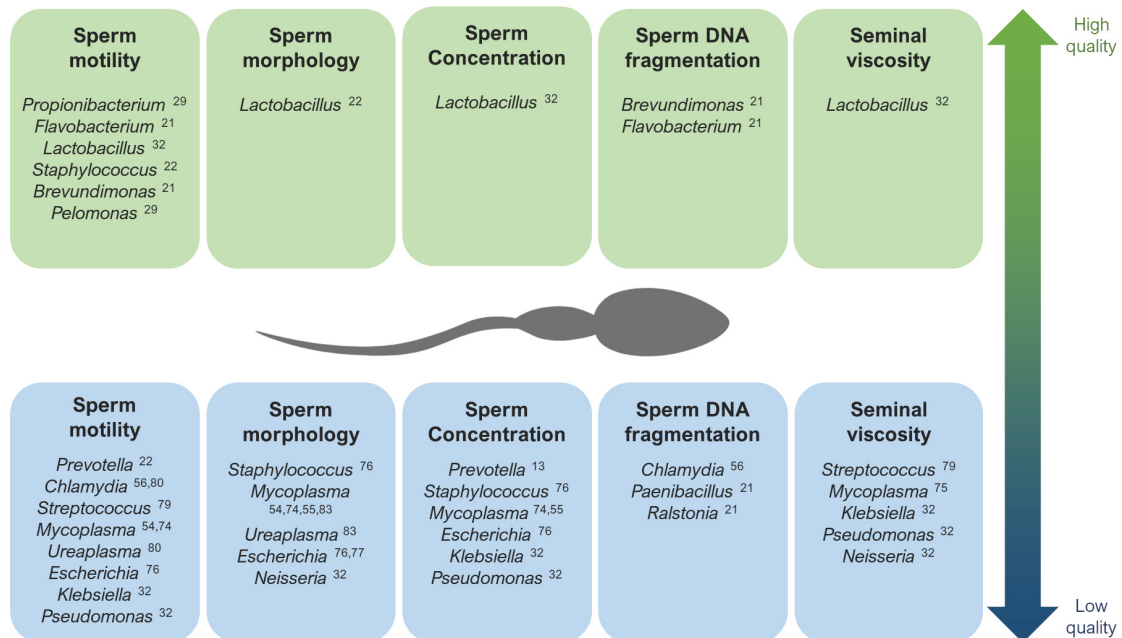 Sperm
motility
Propionibacterium 29
Flavobacterium 21
Lactobacillus 32
Staphylococcus 22
Brevundimonas 21
Pelomonas 29
Sperm
morphology
Lactobacillus 22
Sperm
Concentration
Lactobacillus 32
Sperm DNA
fragmentation
Brevundimonas 21
Flavobacterium 21
Seminal
viscosity
Lactobacillus 32
High
quality
Sperm
motility
Prevotella 22
Chlamydia 56,80
Streptococcus 79
Mycoplasma 54,74
Ureaplasma 80
Escherichia 76
Klebsiella 32
Pseudomonas 32
Sperm
morphology
Staphylococcus 76
Mycoplasma
54,74,55,83
Ureaplasma 83
Escherichia 76,77
Neisseria 32
Sperm
Concentration
Prevotella 13
Staphylococcus 76
Mycoplasma 74,55
Escherichia 76
Klebsiella 32
Pseudomonas 32
Sperm DNA
fragmentation
Chlamydia 56
Paenibacillus 21
Ralstonia 21
Seminal
viscosity
Streptococcus 79
Mycoplasma 75
Klebsiella 32
Pseudomonas 32
Neisseria 32
Low
quality